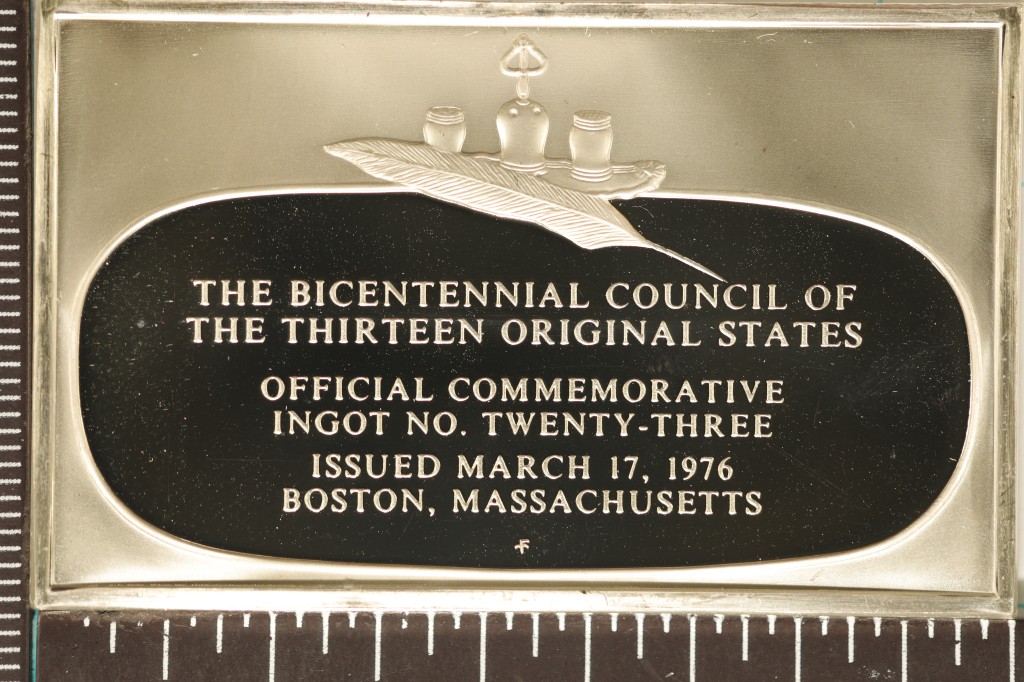 THE BICENTENNIAL COUNCIL OF
THE THIRTEEN ORIGINAL STATES
OFFICIAL COMMEMORATIVE
INGOT NO. TWENTY-THREE
ISSUED MARCH 17, 1976
BOSTON, MASSACHUSETTS